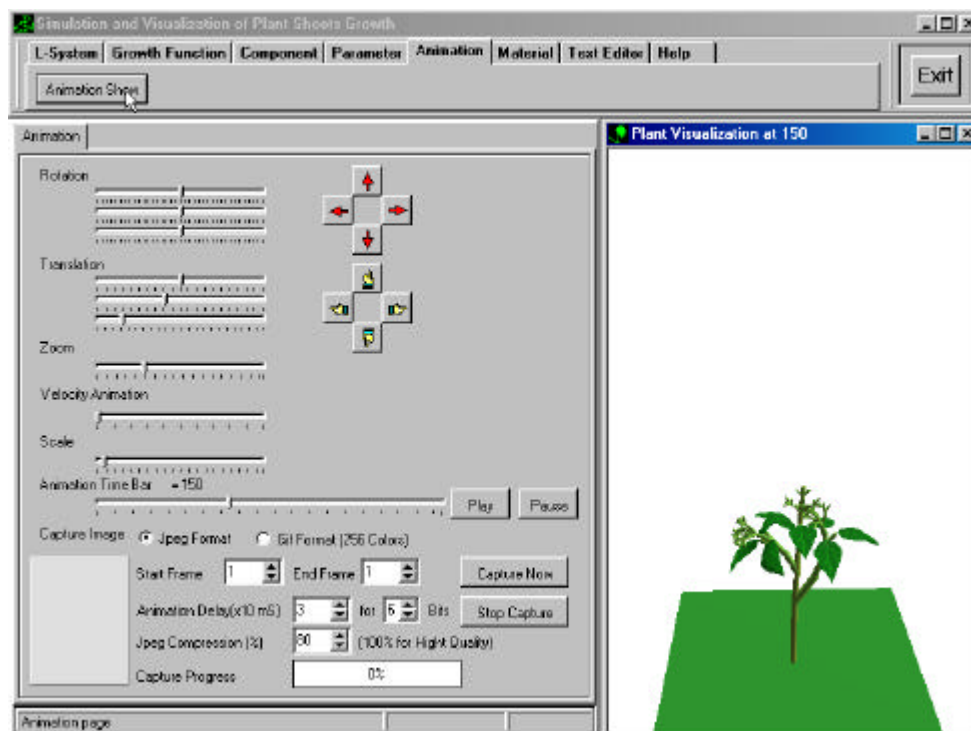 Simulation and Visualization of Plant Shoots Growth
L-System Growth Function Component Parameter Animation Material Text Editor Help
Exit
Animation Show
Animation
Plant Visualization at 150
Rotation
Translation
Zoom
Velocity Animation
Scale
Animation Time Bar =150
Play Pause
Capture Image Jpeg Format Gif Format (256 Colors)
Start Frame 1 End Frame 1 Capture Now
Animation Delay(x10 mS) 3 for 6 Bits Stop Capture
Jpeg Compression (%) 80 (100% for Hight Quality)
Capture Progress 0%
Animation page